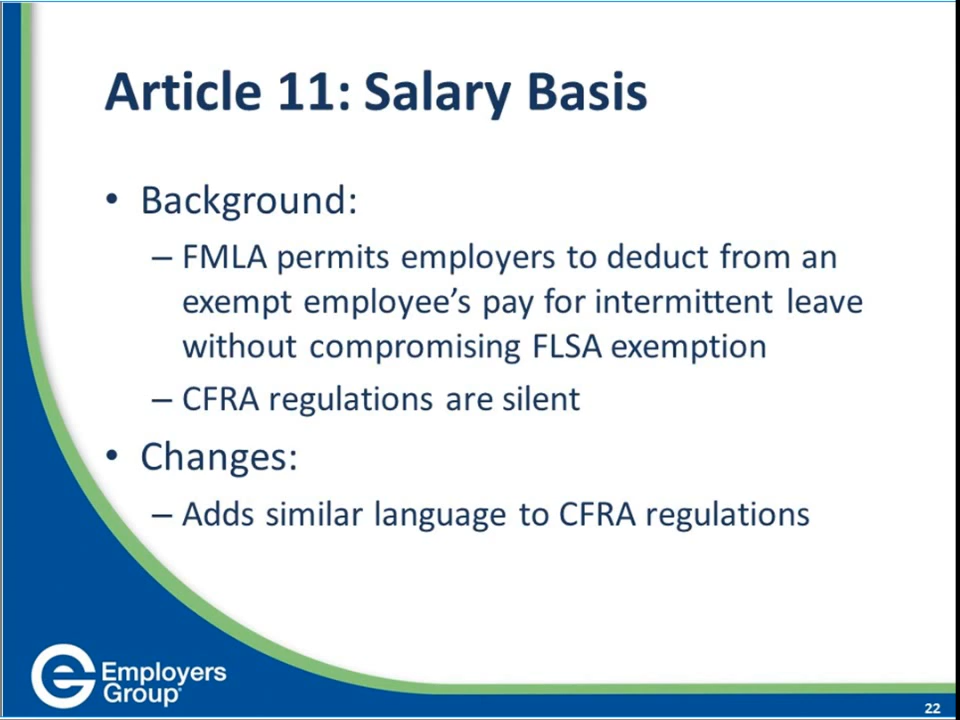 Article 11: Salary Basis
• Background:
– FMLA permits employers to deduct from an
exempt employee’s pay for intermittent leave
without compromising FLSA exemption
– CFRA regulations are silent
• Changes:
– Adds similar language to CFRA regulations
Employers
Group
22